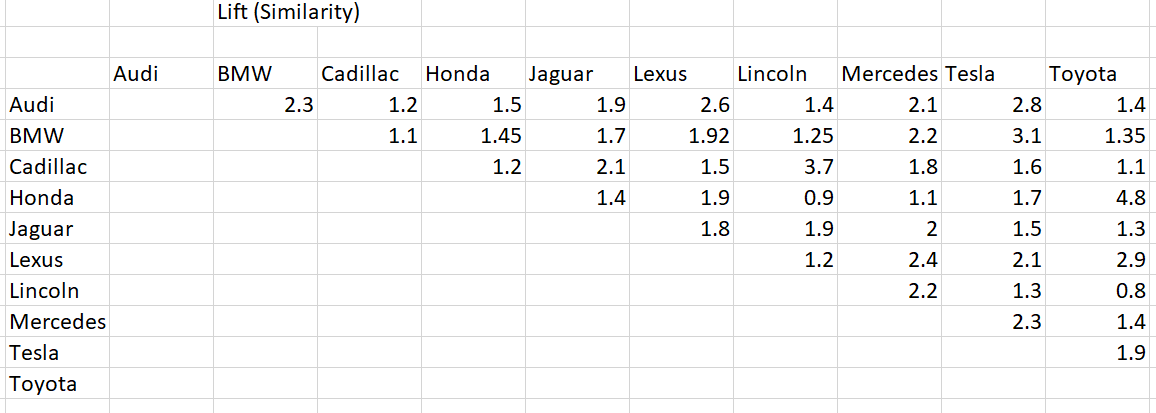 Lift (Similarity)
Audi BMW Cadillac Honda Jaguar Lexus Lincoln Mercedes Tesla Toyota
Audi 2.3 1.2 1.5 1.9 2.6 1.4 2.1 2.8 1.4
BMW 1.1 1.45 1.7 1.92 1.25 2.2 3.1 1.35
Cadillac 1.2 2.1 1.5 3.7 1.8 1.6 1.1
Honda 1.4 1.9 0.9 1.1 1.7 4.8
Jaguar 1.8 1.9 2 1.5 1.3
Lexus 1.2 2.4 2.1 2.9
Lincoln 2.2 1.3 0.8
Mercedes 2.3 1.4
Tesla 1.9
Toyota